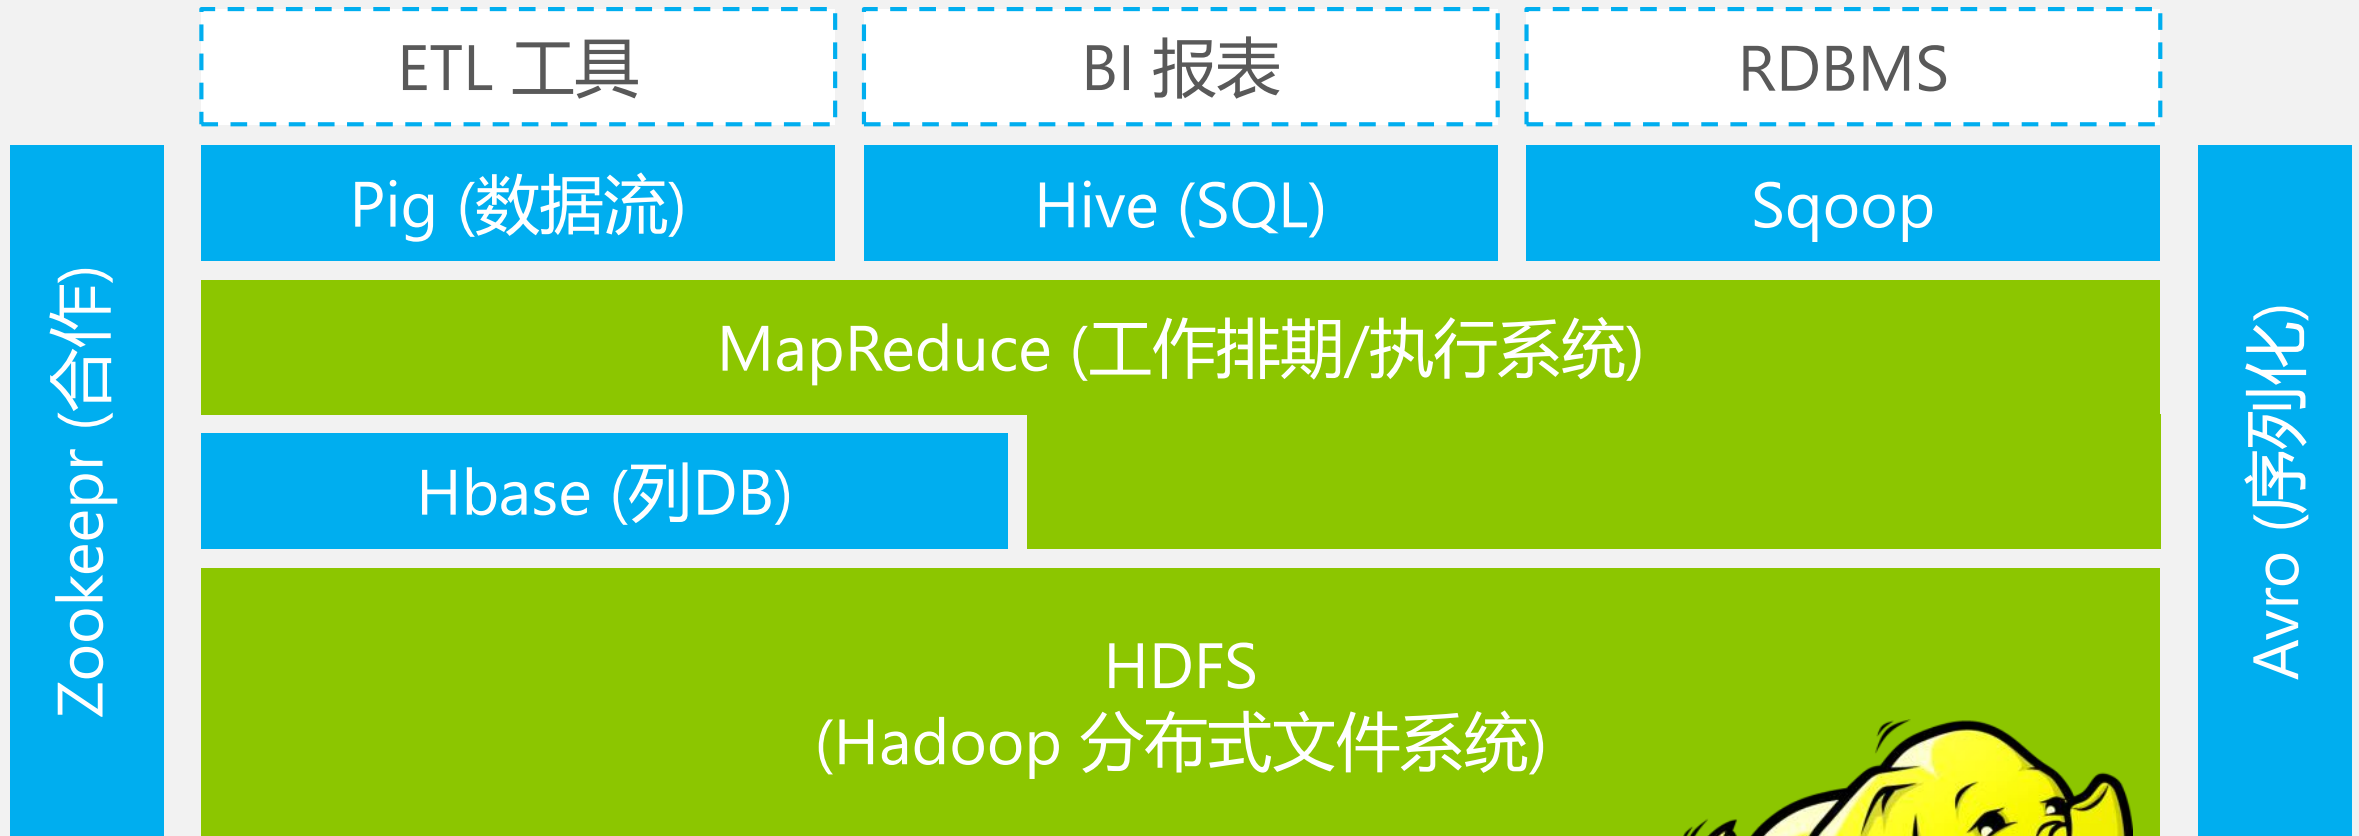 ETL 工具
BI 报表
RDBMS
Pig (数据流)
Hive (SQL)
Sqoop
Zookeepr (合作)
MapReduce (工作排期/执行系统)
Avro (序列化)
Hbase (列DB)
HDFS
(Hadoop 分布式文件系统)